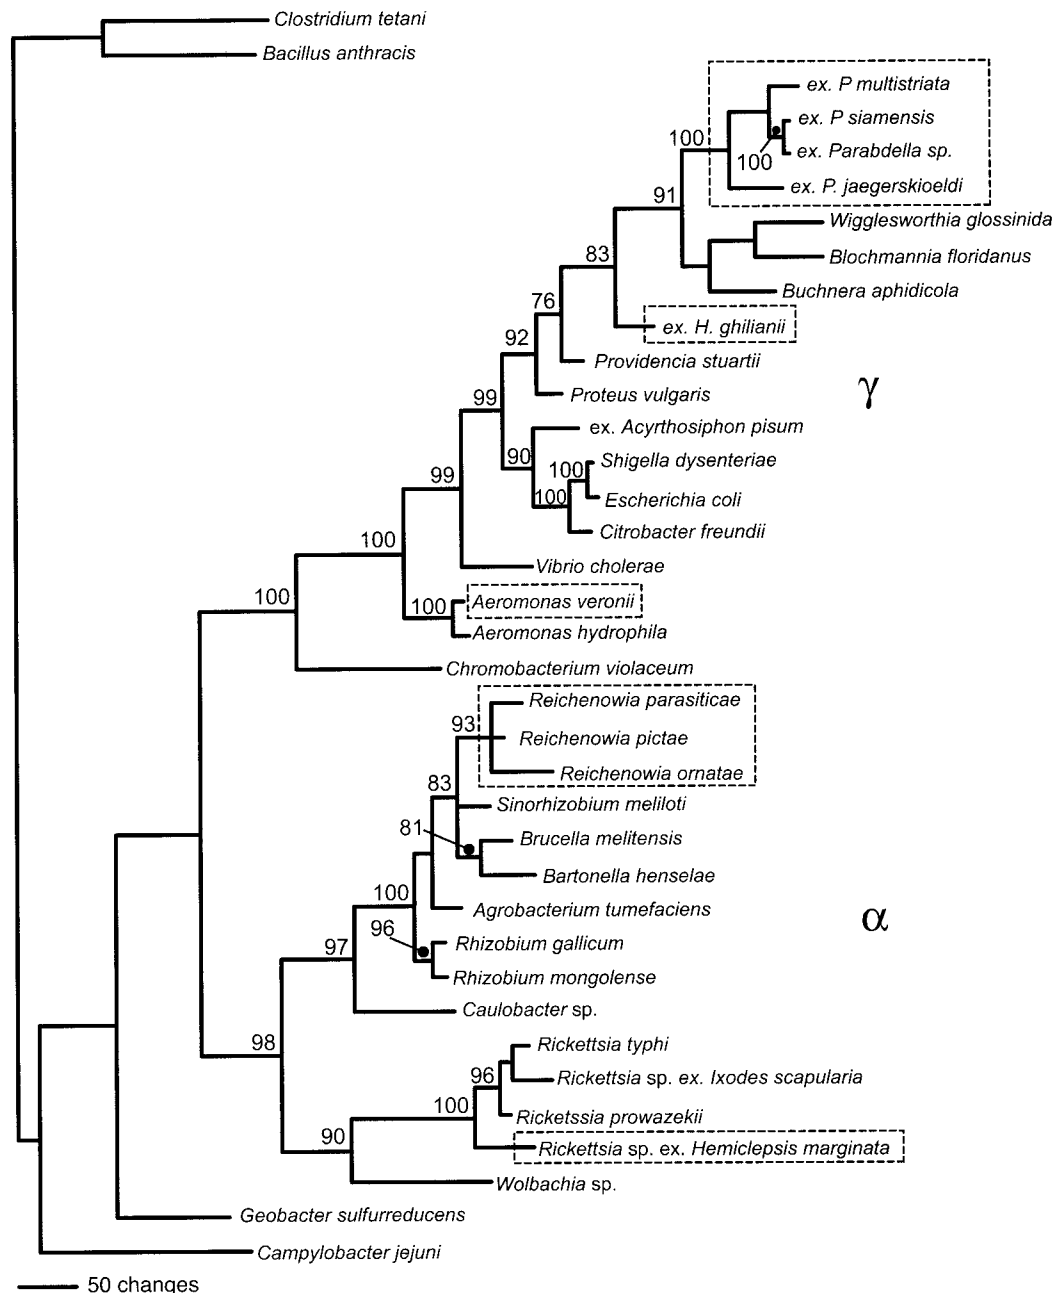 Clostridium tetani
Bacillus anthracis
ex. P multistriata
ex. P siamensis
100
100
ex. Parabdella sp.
ex. P. jaegerskioeldi
91
Wigglesworthia glossinida
83
Blochmannia floridanus
Buchnera aphidicola
76
ex. H. ghilianii
92
Providencia stuartii
γ
99
Proteus vulgaris
ex. Acyrthosiphon pisum
90
100
Shigella dysenteriae
99
100
Escherichia coli
Citrobacter freundii
100
Vibrio cholerae
100
100
Aeromonas veronii
Aeromonas hydrophila
Chromobacterium violaceum
Reichenowia parasiticae
93
Reichenowia pictae
Reichenowia ornatae
83
Sinorhizobium meliloti
81
Brucella melitensis
Bartonella henselae
100
Agrobacterium tumefaciens
α
96
Rhizobium gallicum
97
Rhizobium mongolense
Caulobacter sp.
98
Rickettsia typhi
96
Rickettsia sp. ex. Ixodes scapularia
100
Ricketssia prowazekii
90
Rickettsia sp. ex. Hemiclepsis marginata
Wolbachia sp.
Geobacter sulfurreducens
Campylobacter jejuni
50 changes